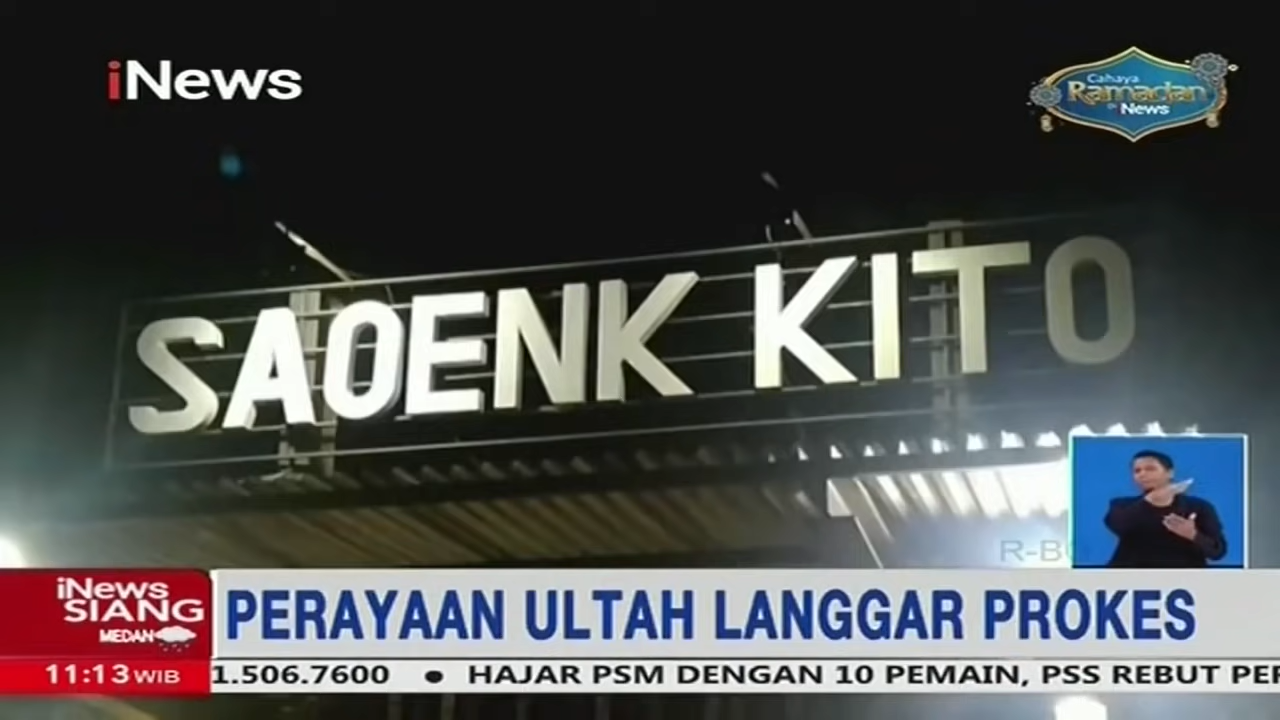 iNews
Cahaya
Ramadan
di iNews
SAOENK KITO
iNews
SIANG
MEDAN
PERAYAAN ULTAH LANGGAR PROKES
11:13 WIB
1.506.7600 ● HAJAR PSM DENGAN 10 PEMAIN, PSS REBUT